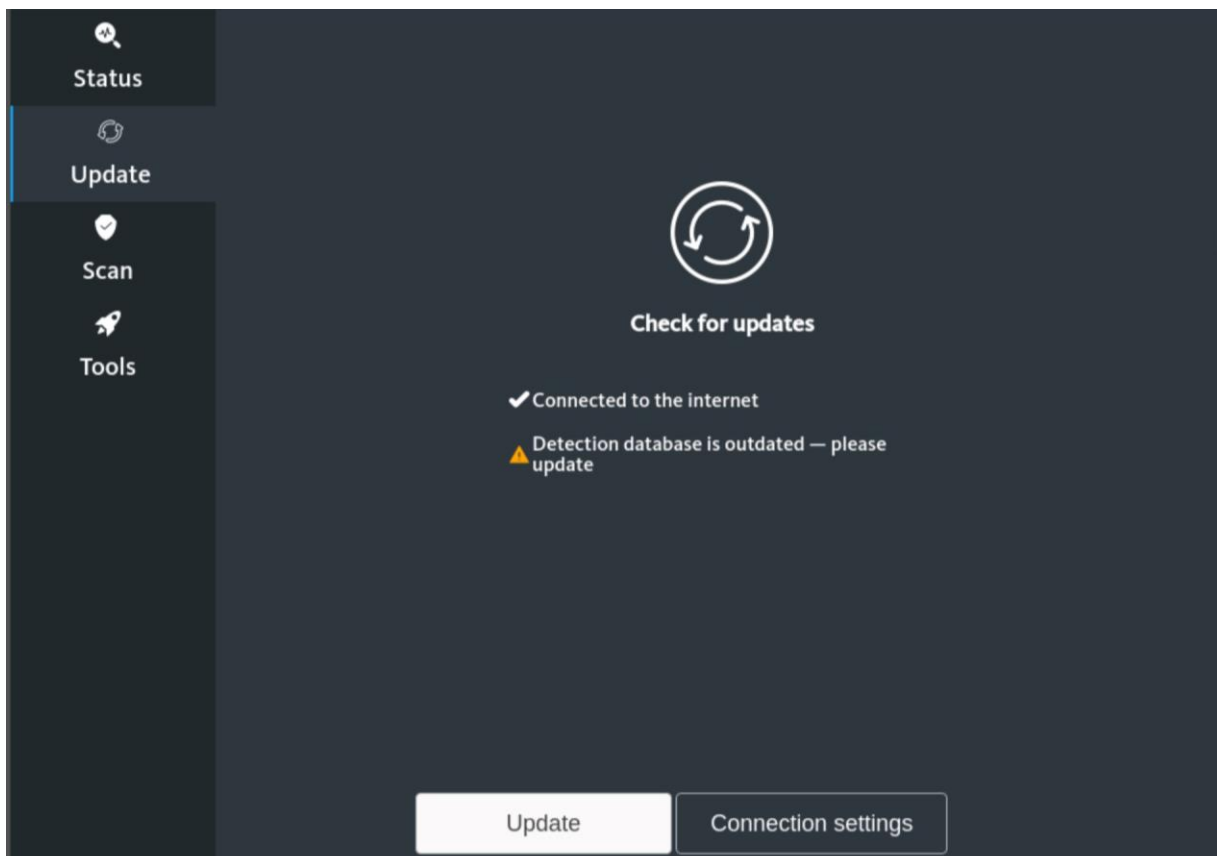 Status
Update
Scan
Tools
Check for updates
Connected to the internet
Detection database is outdated — please
update
Update
Connection settings